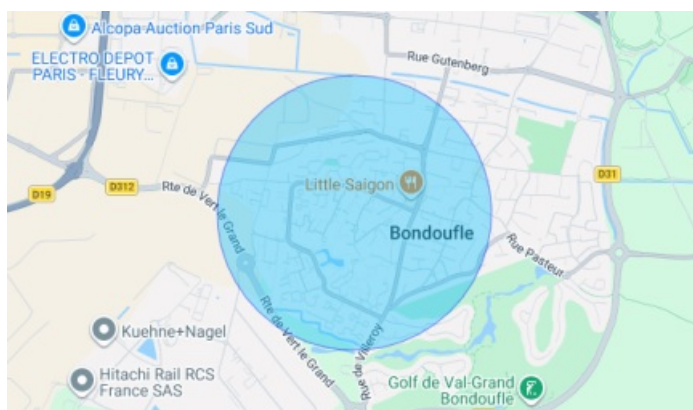 Alcopa Auction Paris Sud
ELECTRO DEPOT
PARIS - FLEURY...
Rue Gutenberg
D19
D312
Rte de Vert le Grand
Little Saigon
D31
Bondoufle
Rue Pasteur
Rte de Vert le Grand
Kuehne+Nagel
Rue de Villeroy
Hitachi Rail RCS
France SAS
Golf de Val-Grand
Bondoufle